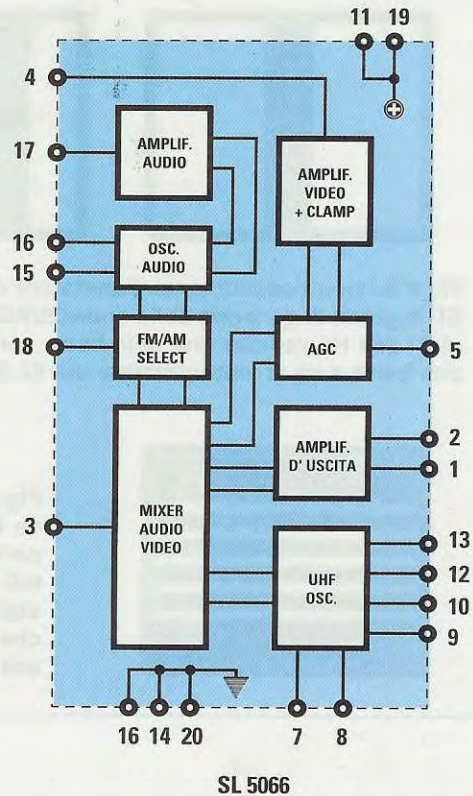 11 19
4
17
AMPLIF.
AUDIO
AMPLIF.
VIDEO
+ CLAMP
16
15
OSC.
AUDIO
18
FM/AM
SELECT
AGC
5
AMPLIF.
D' USCITA
2
1
3
MIXER
AUDIO
VIDEO
UHF
OSC.
13
12
10
9
16 14 20 7 8
SL 5066